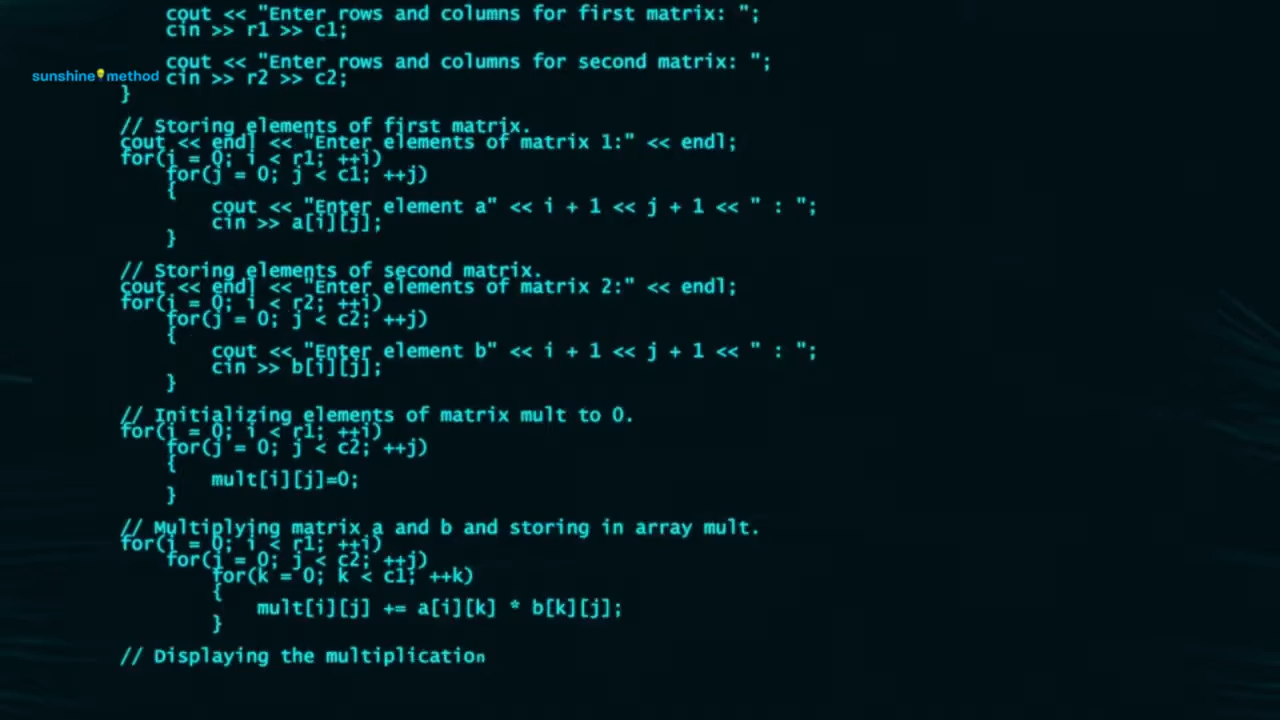 cout << "Enter rows and columns for first matrix: ";
cin >> r1 >> c1;
cout << "Enter rows and columns for second matrix: ";
sunshine method
cin >> r2 >> c2;
}
// Storing elements of first matrix.
cout << endl << "Enter elements of matrix 1:" << endl;
for(i = 0; i < r1; ++i)
for(j = 0; j < c1; ++j)
{
cout << "Enter element a" << i + 1 << j + 1 << " : ";
cin >> a[i][j];
}
// Storing elements of second matrix.
cout << endl << "Enter elements of matrix 2:" << endl;
for(i = 0; i < r2; ++i)
for(j = 0; j < c2; ++j)
{
cout << "Enter element b" << i + 1 << j + 1 << " : ";
cin >> b[i][j];
}
// Initializing elements of matrix mult to 0.
for(i = 0; i < r1; ++i)
for(j = 0; j < c2; ++j)
{
mult[i][j]=0;
}
// Multiplying matrix a and b and storing in array mult.
for(i = 0; i < r1; ++i)
for(j = 0; j < c2; ++j)
for(k = 0; k < c1; ++k)
{
mult[i][j] += a[i][k] * b[k][j];
}
// Displaying the multiplication